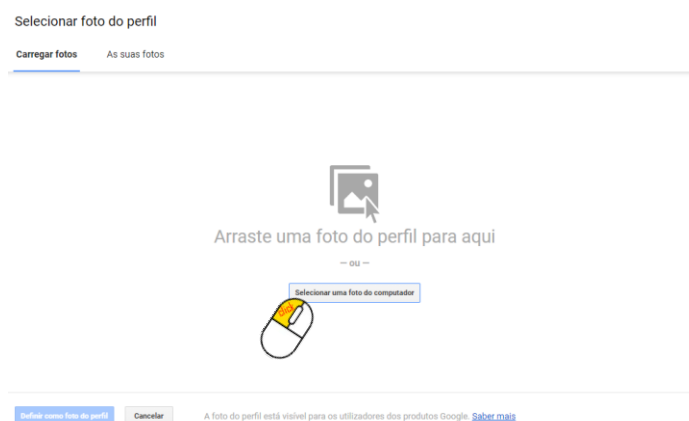 Selecionar foto do perfil
Carregar fotos As suas fotos
Arraste uma foto do perfil para aqui
— ou —
Selecionar uma foto do computador
click
Definir como foto do perfil Cancelar A foto do perfil está visível para os utilizadores dos produtos Google. Saber mais